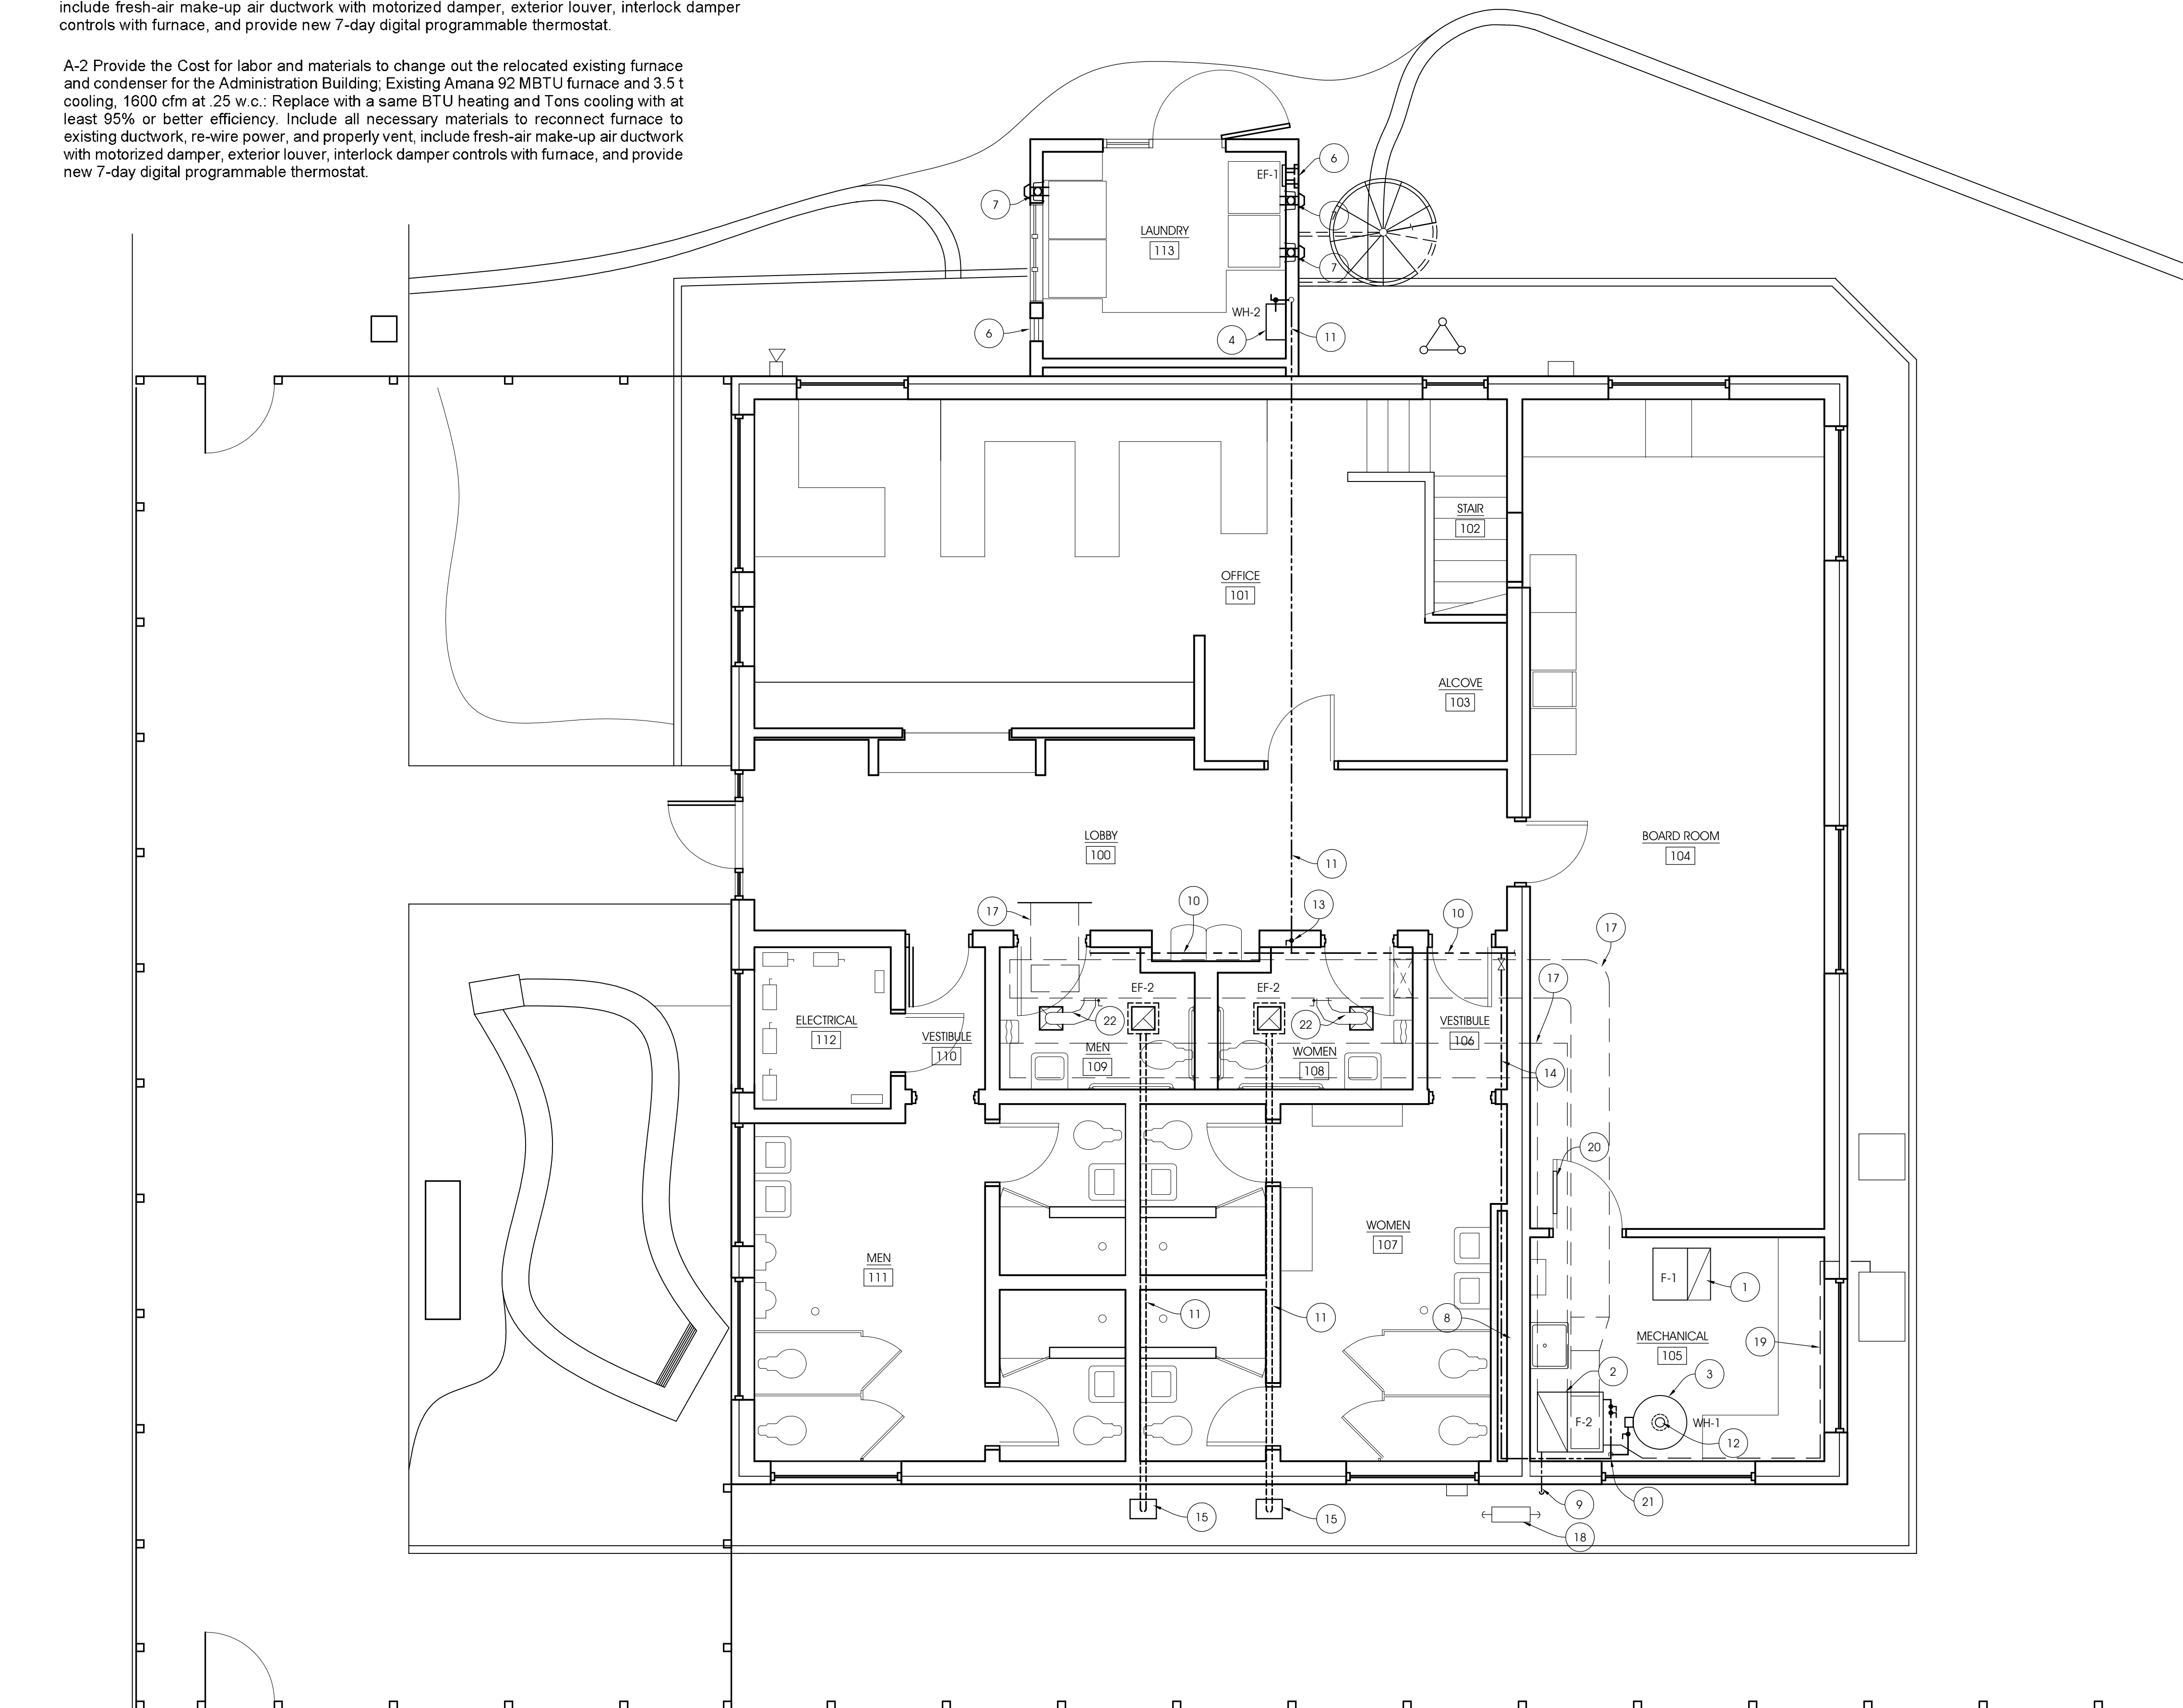 include fresh-air make-up air ductwork with motorized damper, exterior louver, interlock damper
controls with furnace, and provide new 7-day digital programmable thermostat.
A-2 Provide the Cost for labor and materials to change out the relocated existing furnace
and condenser for the Administration Building; Existing Amana 92 MBTU furnace and 3.5 t
cooling, 1600 cfm at .25 w.c.: Replace with a same BTU heating and Tons cooling with at
least 95% or better efficiency. Include all necessary materials to reconnect furnace to
existing ductwork, re-wire power, and properly vent, include fresh-air make-up air ductwork
with motorized damper, exterior louver, interlock damper controls with furnace, and provide
new 7-day digital programmable thermostat.
6
EF-1
7
7
LAUNDRY
113
7
WH-2
6
4
11
STAIR
102
OFFICE
101
ALCOVE
103
LOBBY
100
BOARD ROOM
104
11
17
10
13
10
17
17
EF-2
EF-2
ELECTRICAL
112
VESTIBULE
110
22
22
VESTIBULE
106
MEN
109
WOMEN
108
14
20
WOMEN
107
MEN
111
F-1
1
11
11
8
MECHANICAL
105
19
2
3
F-2
WH-1
12
15
15
9
21
18